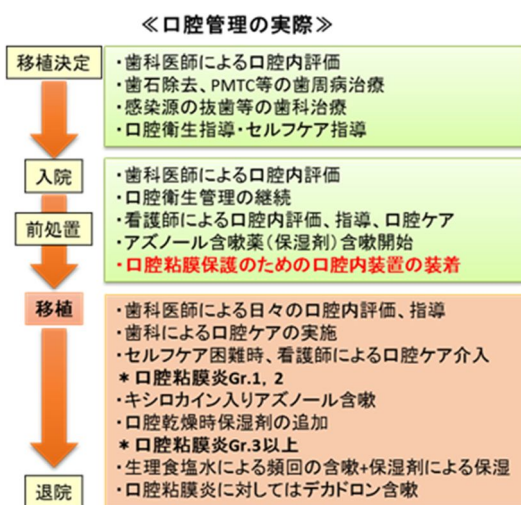 ≪口腔管理の実際≫
移植決定
・歯科医師による口腔内評価
・歯石除去、PMTC等の歯周病治療
・感染源の抜歯等の歯科治療
・口腔衛生指導・セルフケア指導
入院
前処置
・歯科医師による口腔内評価
・口腔衛生管理の継続
・看護師による口腔内評価、指導、口腔ケア
・アズノール含嗽薬(保湿剤)含嗽開始
・口腔粘膜保護のための口腔内装置の装着
移植
・歯科医師による日々の口腔内評価、指導
・歯科による口腔ケアの実施
・セルフケア困難時、看護師による口腔ケア介入
＊口腔粘膜炎Gr.1, 2
・キシロカイン入りアズノール含嗽
・口腔乾燥時保湿剤の追加
＊口腔粘膜炎Gr.3以上
・生理食塩水による頻回の含嗽+保湿剤による保湿
・口腔粘膜炎に対してはデカドロン含嗽
退院